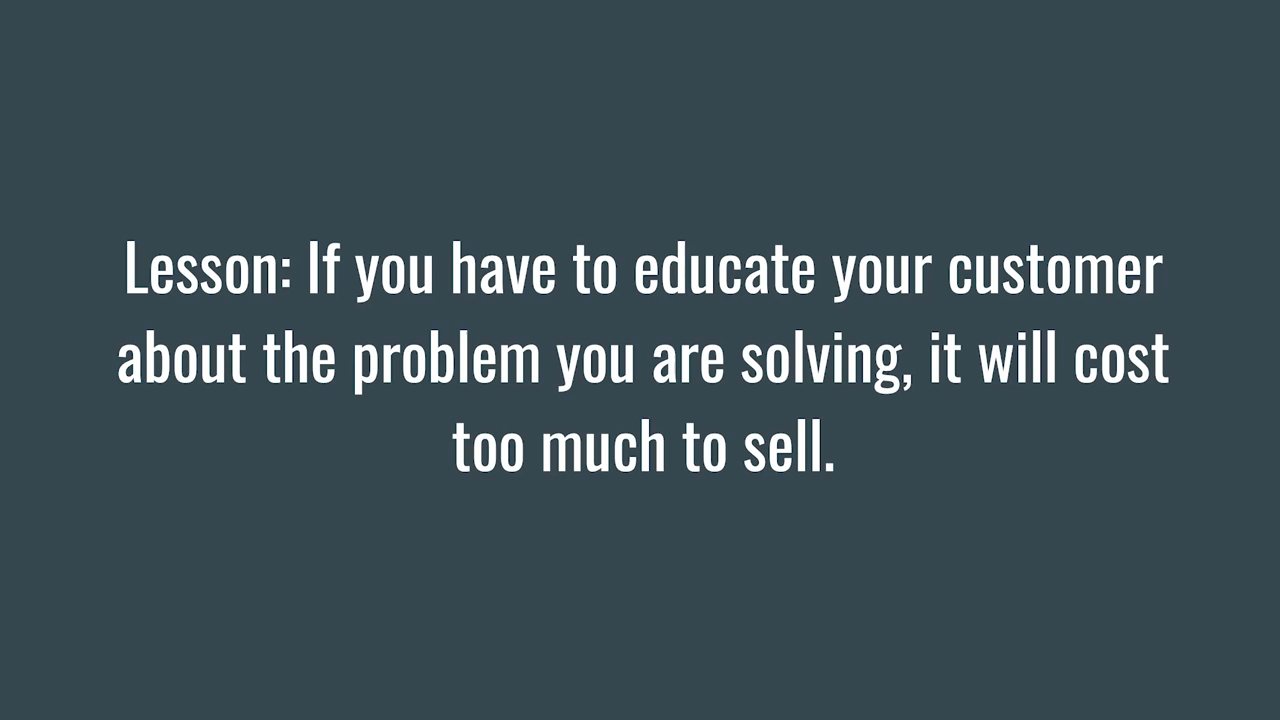 Lesson: If you have to educate your customer
about the problem you are solving, it will cost
too much to sell.